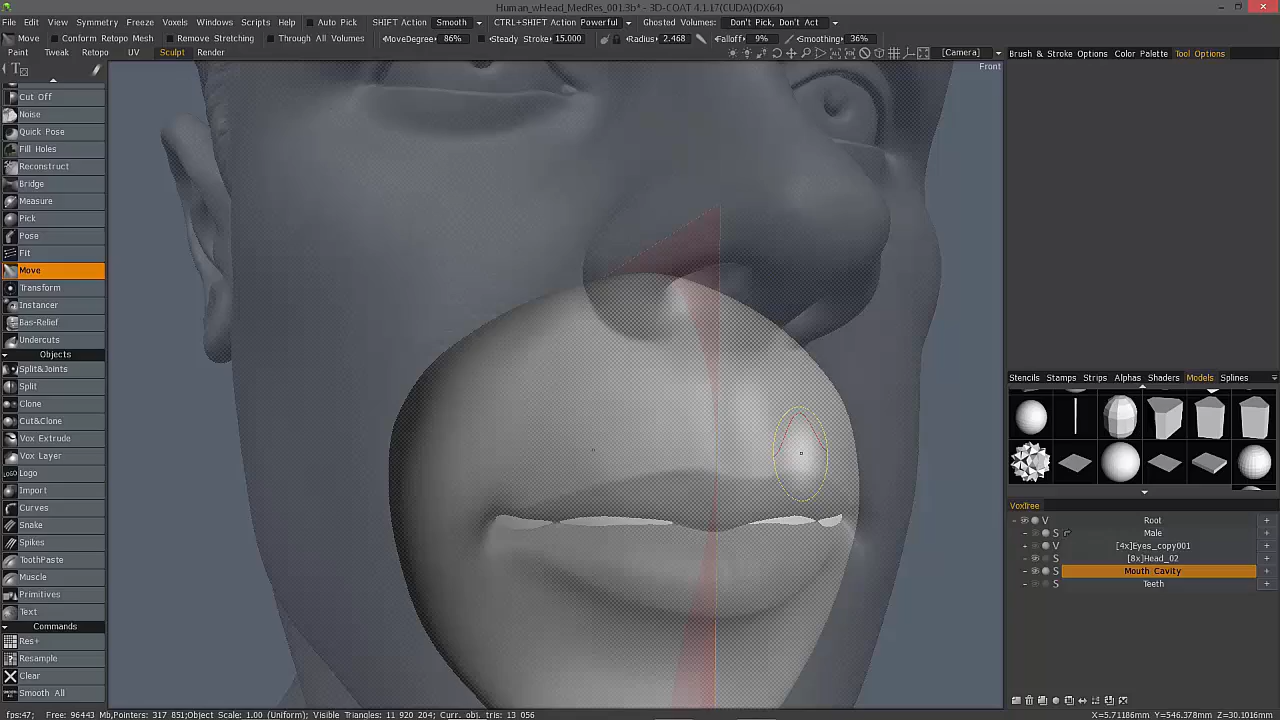 Human_wHead_MedRes_001.3b* - 3D-COAT 4.1.17(CUDA)(DX64)
File Edit View Symmetry Freeze Voxels Windows Scripts Help Auto Pick SHIFT Action Smooth CTRL+SHIFT Action Powerful Ghosted Volumes: Don't Pick, Don't Act
Move Conform Retopo Mesh Remove Stretching Through All Volumes MoveDegree 86% Steady Stroke 15.000 Radius 2.468 Falloff 9% Smoothing 36%
Paint Tweak Retopo UV Sculpt Render [Camera]
Front
Brush & Stroke Options Color Palette Tool Options
Cut Off
Noise
Quick Pose
Fill Holes
Reconstruct
Bridge
Measure
Pick
Pose
Fit
Move
Transform
Instancer
Bas-Relief
Undercuts
Objects
Split&Joints
Split
Clone
Cut&Clone
Vox Extrude
Vox Layer
LOGO Logo
Import
Curves
Snake
Spikes
ToothPaste
Muscle
Primitives
Text
Commands
Res+
Resample
Clear
Smooth All
Stencils Stamps Strips Alphas Shaders Models Splines
VoxTree
V Root
S Male
V [4x]Eyes_copy001
S [8x]Head_02
S Mouth Cavity
S Teeth
fps:47; Free: 96443 Mb,Pointers: 317 851;Object Scale: 1.00 (Uniform); Visible Triangles: 11 920 204; Curr. obj. tris: 13 056 X=5.71186mm Y=546.378mm Z=30.1016mm